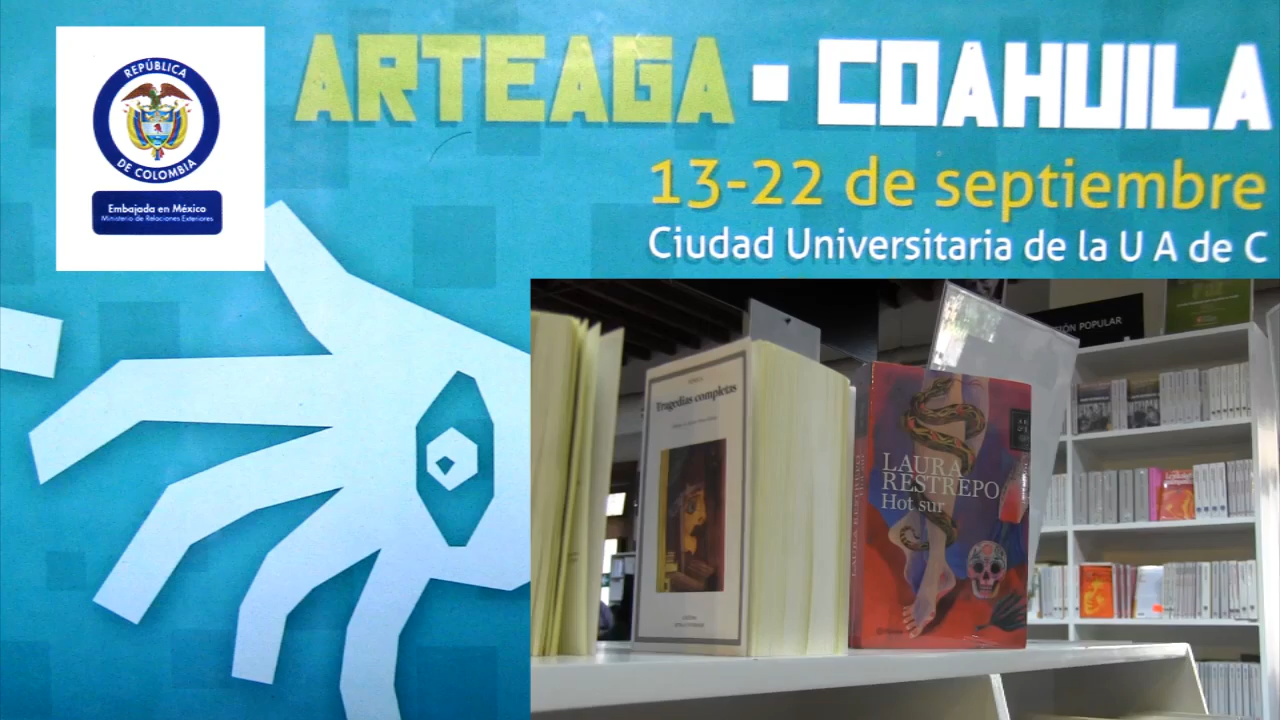 REPÚBLICA
DE COLOMBIA
Embajada en México
Ministerio de Relaciones Exteriores
ARTEAGA · COAHUILA
13-22 de septiembre
Ciudad Universitaria de la U A de C
Tragedias completas
LAURA
RESTREPO
Hot sur
LAURA RESTREPO
POPULAR